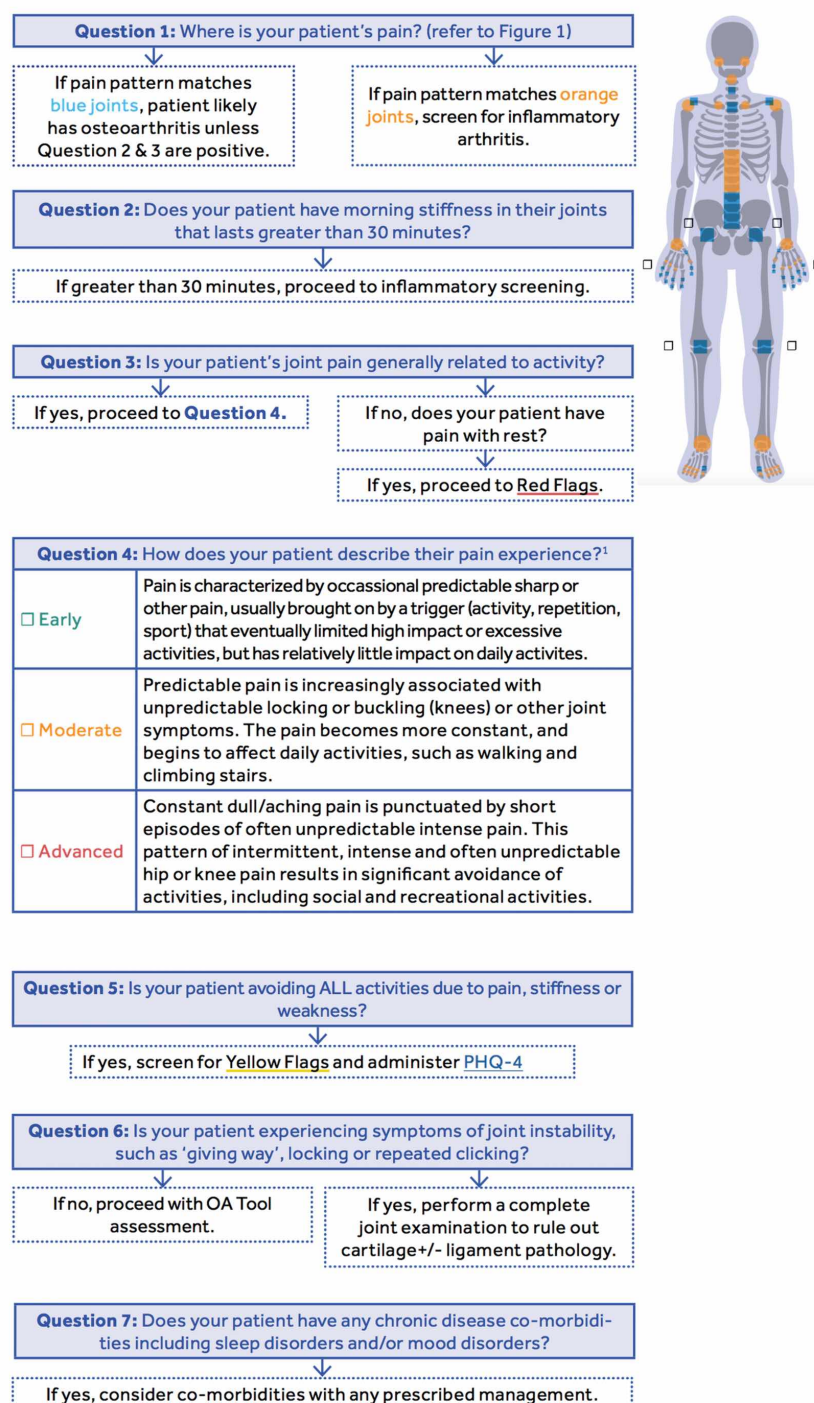 Question 1: Where is your patient's pain? (refer to Figure 1)
If pain pattern matches
blue joints, patient likely
has osteoarthritis unless
Question 2 & 3 are positive.
If pain pattern matches orange
joints, screen for inflammatory
arthritis.
Question 2: Does your patient have morning stiffness in their joints
that lasts greater than 30 minutes?
If greater than 30 minutes, proceed to inflammatory screening.
Question 3: Is your patient's joint pain generally related to activity?
If yes, proceed to Question 4.
If no, does your patient have
pain with rest?
If yes, proceed to Red Flags.
Question 4: How does your patient describe their pain experience?¹
☐ Early
Pain is characterized by occassional predictable sharp or
other pain, usually brought on by a trigger (activity, repetition,
sport) that eventually limited high impact or excessive
activities, but has relatively little impact on daily activites.
☐ Moderate
Predictable pain is increasingly associated with
unpredictable locking or buckling (knees) or other joint
symptoms. The pain becomes more constant, and
begins to affect daily activities, such as walking and
climbing stairs.
☐ Advanced
Constant dull/aching pain is punctuated by short
episodes of often unpredictable intense pain. This
pattern of intermittent, intense and often unpredictable
hip or knee pain results in significant avoidance of
activities, including social and recreational activities.
Question 5: Is your patient avoiding ALL activities due to pain, stiffness or
weakness?
If yes, screen for Yellow Flags and administer PHQ-4
Question 6: Is your patient experiencing symptoms of joint instability,
such as 'giving way', locking or repeated clicking?
If no, proceed with OA Tool
assessment.
If yes, perform a complete
joint examination to rule out
cartilage+/- ligament pathology.
Question 7: Does your patient have any chronic disease co-morbidi-
ties including sleep disorders and/or mood disorders?
If yes, consider co-morbidities with any prescribed management.